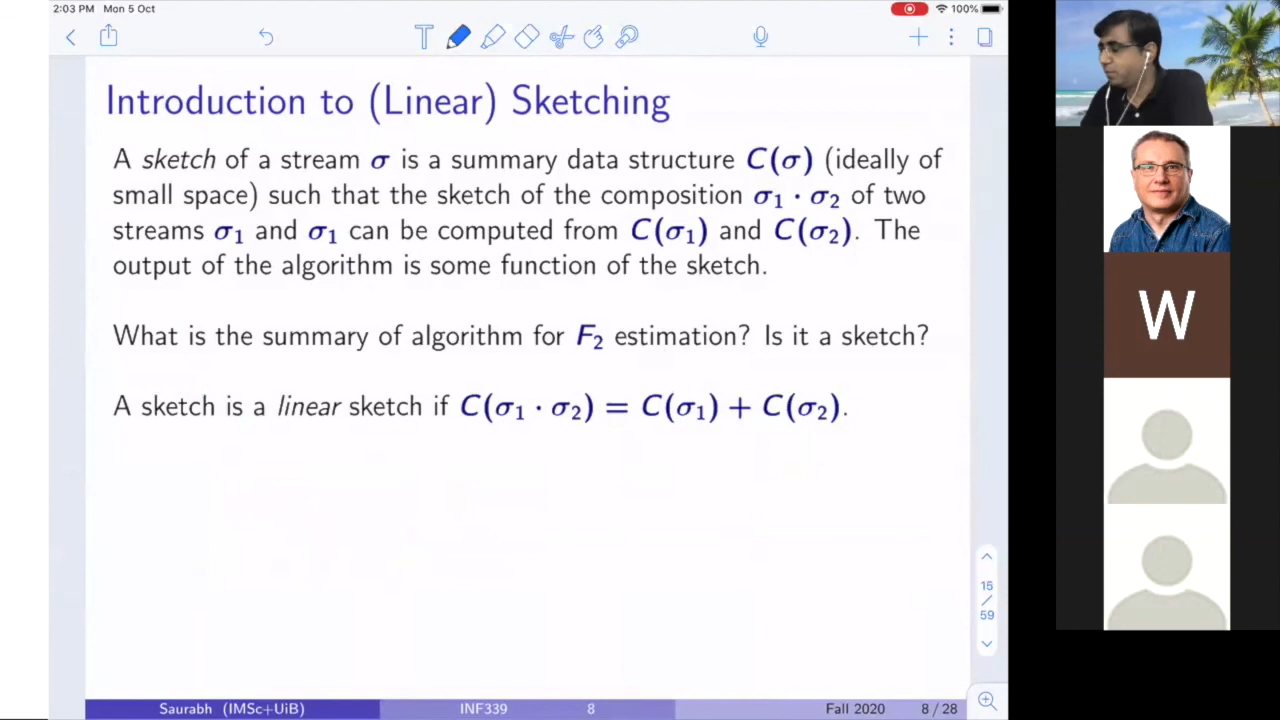 2:03 PM Mon 5 Oct
100%
T
Introduction to (Linear) Sketching
A sketch of a stream σ is a summary data structure C(σ) (ideally of
small space) such that the sketch of the composition σ₁ · σ₂ of two
streams σ₁ and σ₁ can be computed from C(σ₁) and C(σ₂). The
output of the algorithm is some function of the sketch.
What is the summary of algorithm for F₂ estimation? Is it a sketch?
A sketch is a linear sketch if C(σ₁ · σ₂) = C(σ₁) + C(σ₂).
15
/
59
Saurabh (IMSc+UiB) INF339 8 Fall 2020 8 / 28
W